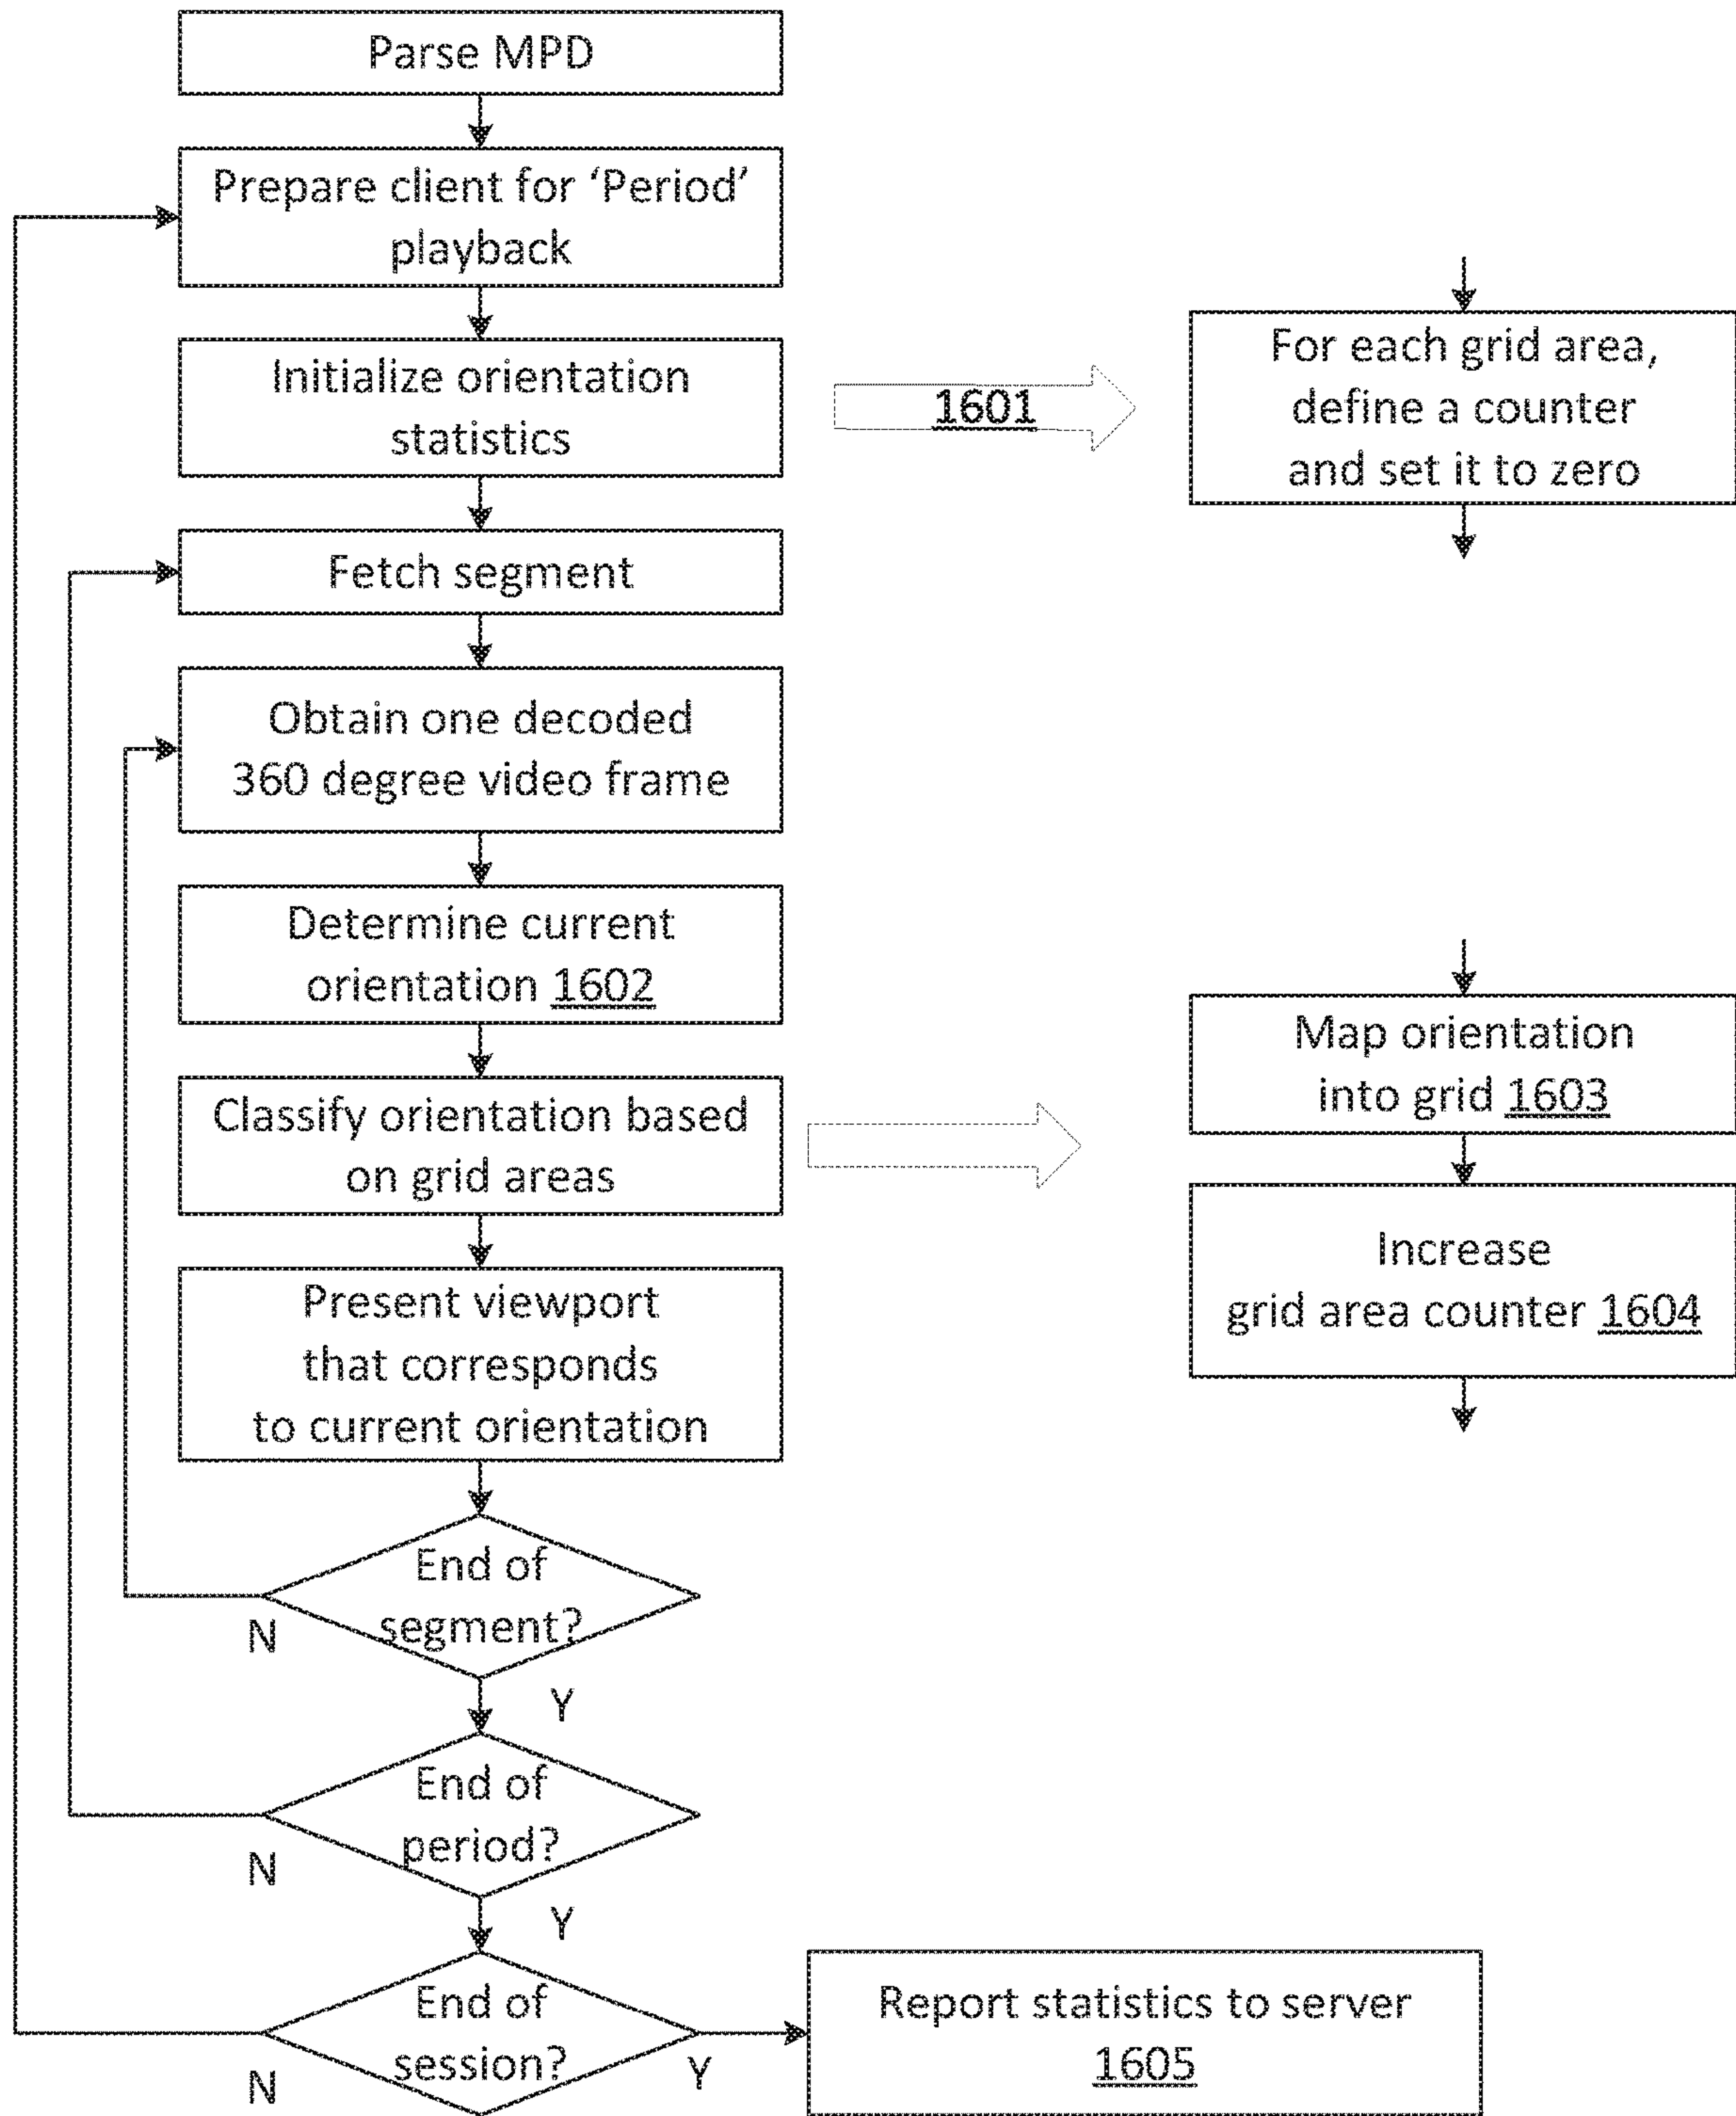 Parse MPD
Prepare client for ‘Period’
playback
Initialize orientation
statistics
1601
For each grid area,
define a counter
and set it to zero
Fetch segment
Obtain one decoded
360 degree video frame
Determine current
orientation 1602
Classify orientation based
on grid areas
Map orientation
into grid 1603
Increase
grid area counter 1604
Present viewport
that corresponds
to current orientation
End of
segment?
N
Y
End of
period?
N
Y
End of
session?
N
Y
Report statistics to server
1605